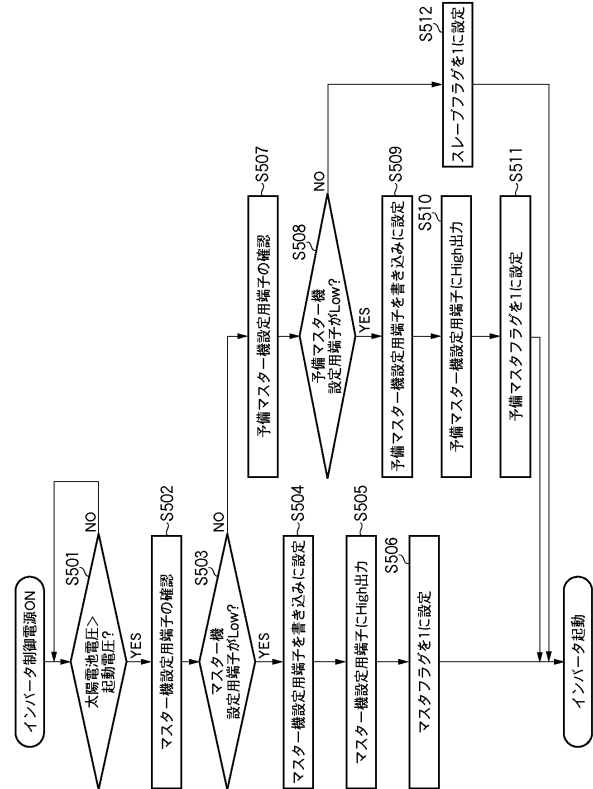 インバータ制御電源ON
S501
太陽電池電圧>
起動電圧?
NO
YES
S502
マスター機設定用端子の確認
S503
マスター機
設定用端子がLow?
NO
YES
S504
マスター機設定用端子を書き込みに設定
S505
マスター機設定用端子にHigh出力
S506
マスタフラグを1に設定
S507
予備マスター機設定用端子の確認
S508
予備マスター機
設定用端子がLow?
NO
YES
S509
予備マスター機設定用端子を書き込みに設定
S510
予備マスター機設定用端子にHigh出力
S511
予備マスタフラグを1に設定
S512
スレーブフラグを1に設定
インバータ起動